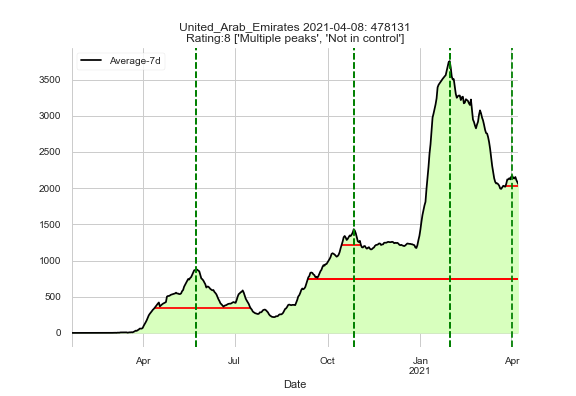 United_Arab_Emirates 2021-04-08: 478131
Rating:8 ['Multiple peaks', 'Not in control']
Average-7d
3500
3000
2500
2000
1500
1000
500
0
Apr
Jul
Oct
Jan
2021
Apr
Date